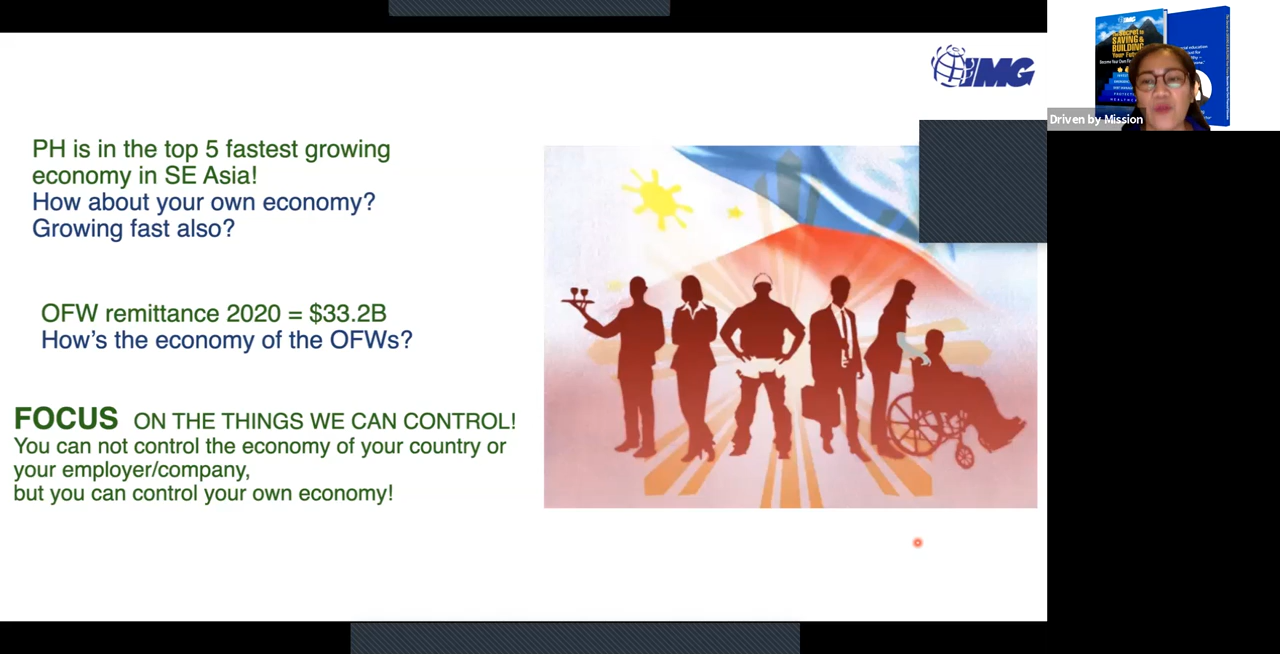 IMG
PH is in the top 5 fastest growing
economy in SE Asia!
How about your own economy?
Growing fast also?
OFW remittance 2020 = $33.2B
How's the economy of the OFWs?
FOCUS ON THE THINGS WE CAN CONTROL!
You can not control the economy of your country or
your employer/company,
but you can control your own economy!
IMG
SAVING &
BUILDING
Driven by Mission